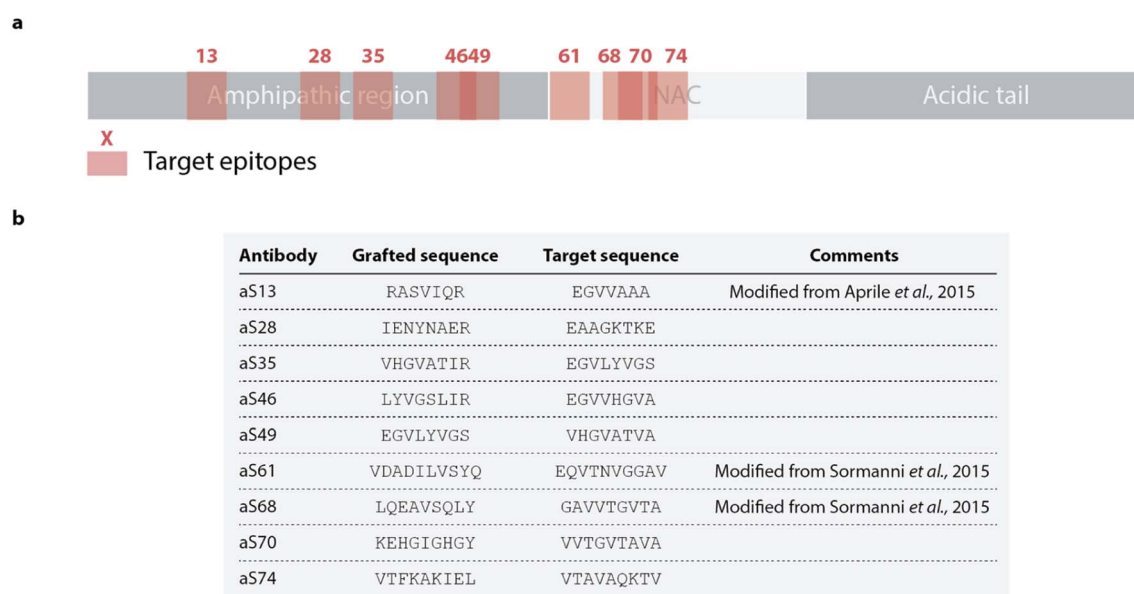 a
13 28 35 4649 61 68 70 74
Amphipathic region NAC Acidic tail
X
Target epitopes
b
Antibody Grafted sequence Target sequence Comments
aS13 RASVIQR EGVVAAA Modified from Aprile et al., 2015
aS28 IENYNAER EAAGKTKE
aS35 VHGVATIR EGVLYVGS
aS46 LYVGSLIR EGVVHGVA
aS49 EGVLYVGS VHGVATVA
aS61 VDADILVSYQ EQVTNVGGAV Modified from Sormanni et al., 2015
aS68 LQEAVSQLY GAVVTGVTA Modified from Sormanni et al., 2015
aS70 KEHGIGHGY VVTGVTAVA
aS74 VTFKAKIEL VTAVAQKTV